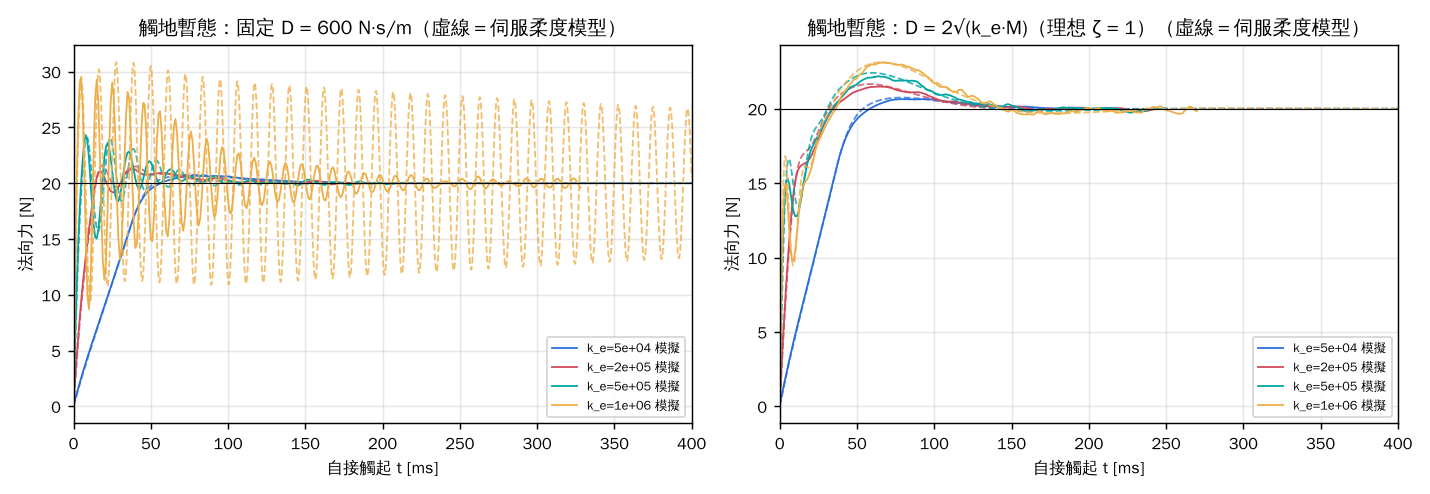 觸地暫態：固定 D = 600 N·s/m（虛線＝伺服柔度模型）
法向力 [N]
30
25
20
15
10
5
0
k_e=5e+04 模擬
k_e=2e+05 模擬
k_e=5e+05 模擬
k_e=1e+06 模擬
0 50 100 150 200 250 300 350 400
自接觸起 t [ms]
觸地暫態：D = 2√(k_e·M)（理想 ζ = 1）（虛線＝伺服柔度模型）
法向力 [N]
20
15
10
5
0
k_e=5e+04 模擬
k_e=2e+05 模擬
k_e=5e+05 模擬
k_e=1e+06 模擬
0 50 100 150 200 250 300 350 400
自接觸起 t [ms]